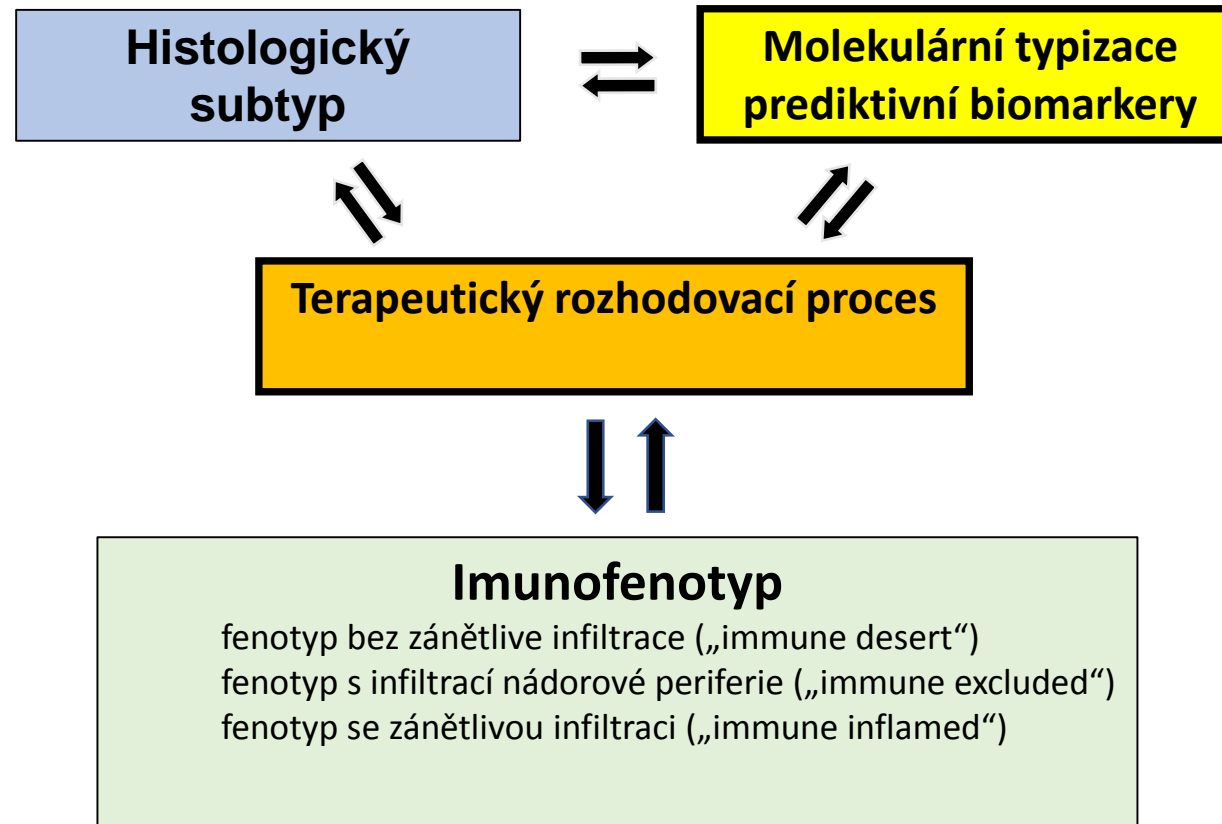 Histologický
subtyp
Molekulární typizace
prediktivní biomarkery
Terapeutický rozhodovací proces
Imunofenotyp
fenotyp bez zánětlive infiltrace („immune desert“)
fenotyp s infiltrací nádorové periferie („immune excluded“)
fenotyp se zánětlivou infiltraci („immune inflamed“)